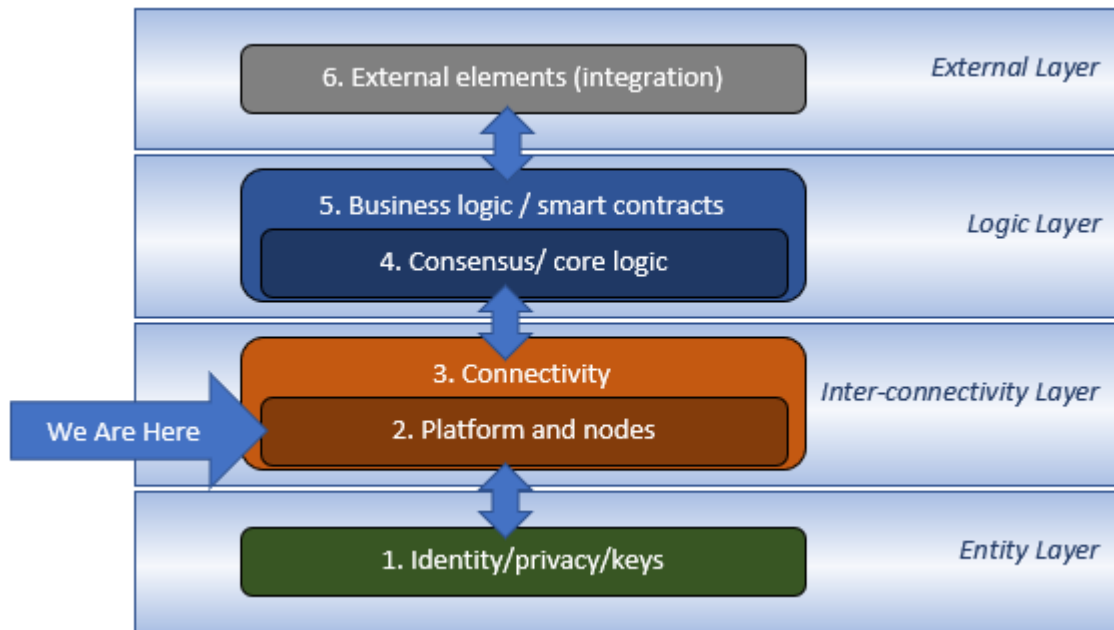 6. External elements (integration)
External Layer
5. Business logic / smart contracts
Logic Layer
4. Consensus/ core logic
3. Connectivity
Inter-connectivity Layer
We Are Here
2. Platform and nodes
1. Identity/privacy/keys
Entity Layer